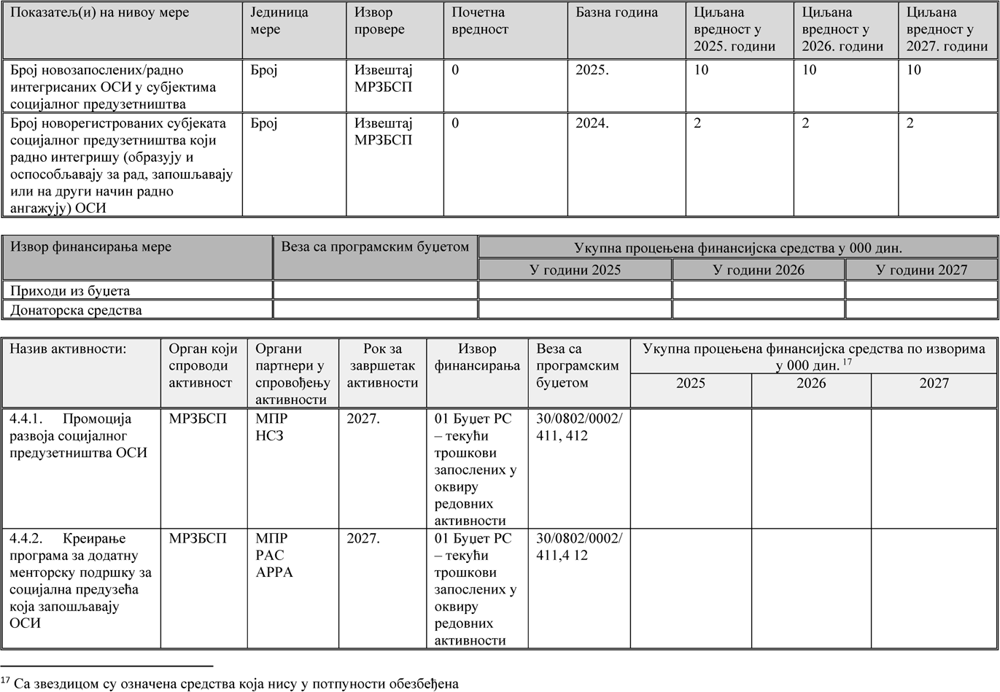 Показатељ(и) на нивоу мере
Јединица
мере
Извор
провере
Почетна
вредност
Базна година
Циљана
вредност у
2025. години
Циљана
вредност у
2026. години
Циљана
вредност у
2027. години
Број новозапослених/радно
интегрисаних ОСИ у субјектима
социјалног предузетништва
Број
Извештај
МРЗБСП
0
2025.
10
10
10
Број новорегистрованих субјеката
социјалног предузетништва који
радно интегришу (образују и
оспособљавају за рад, запошљавају
или на други начин радно
ангажују) ОСИ
Број
Извештај
МРЗБСП
0
2024.
2
2
2
Извор финансирања мере
Веза са програмским буџетом
Укупна процењена финансијска средства у 000 дин.
У години 2025
У години 2026
У години 2027
Приходи из буџета
Донаторска средства
Назив активности:
Орган који
спроводи
активност
Органи
партнери у
спровођењу
активности
Рок за
завршетак
активности
Извор
финансирања
Веза са
програмским
буџетом
Укупна процењена финансијска средства по изворима
у 000 дин. 17
2025
2026
2027
4.4.1. Промоција
развоја социјалног
предузетништва ОСИ
МРЗБСП
МПР
НСЗ
2027.
01 Буџет РС
– текући
трошкови
запослених у
оквиру
редовних
активности
30/0802/0002/
411, 412
4.4.2. Креирање
програма за додатну
менторску подршку за
социјална предузећа
која запошљавају
ОСИ
МРЗБСП
МПР
РАС
АРРА
2027.
01 Буџет РС
– текући
трошкови
запослених у
оквиру
редовних
активности
30/0802/0002/
411,4 12
17 Са звездицом су означена средства која нису у потпуности обезбеђена